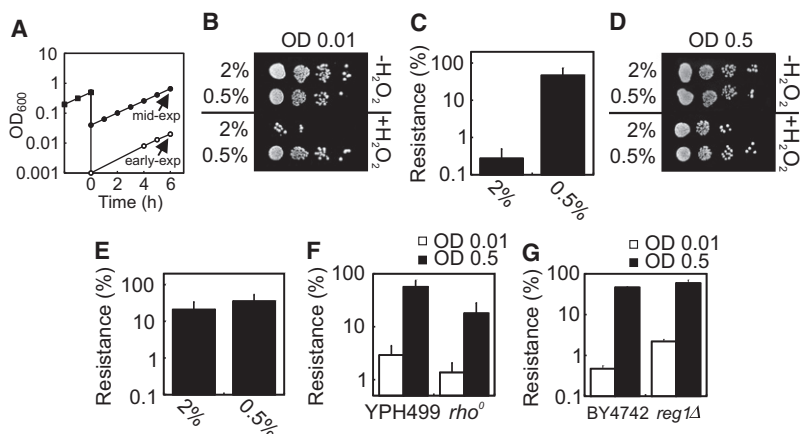 A
OD600
10
1
0.1
0.01
0.001
mid-exp
early-exp
0 2 4 6
Time (h)
B
OD 0.01
2%
0.5%
2%
0.5%
-H2O2
+H2O2
C
Resistance (%)
100
10
1
0.1
2%
0.5%
D
OD 0.5
2%
0.5%
2%
0.5%
-H2O2
+H2O2
E
Resistance (%)
100
10
1
0.1
2%
0.5%
F
OD 0.01
OD 0.5
Resistance (%)
100
10
1
YPH499 rho⁰
G
OD 0.01
OD 0.5
Resistance (%)
100
10
1
0.1
BY4742 reg1Δ